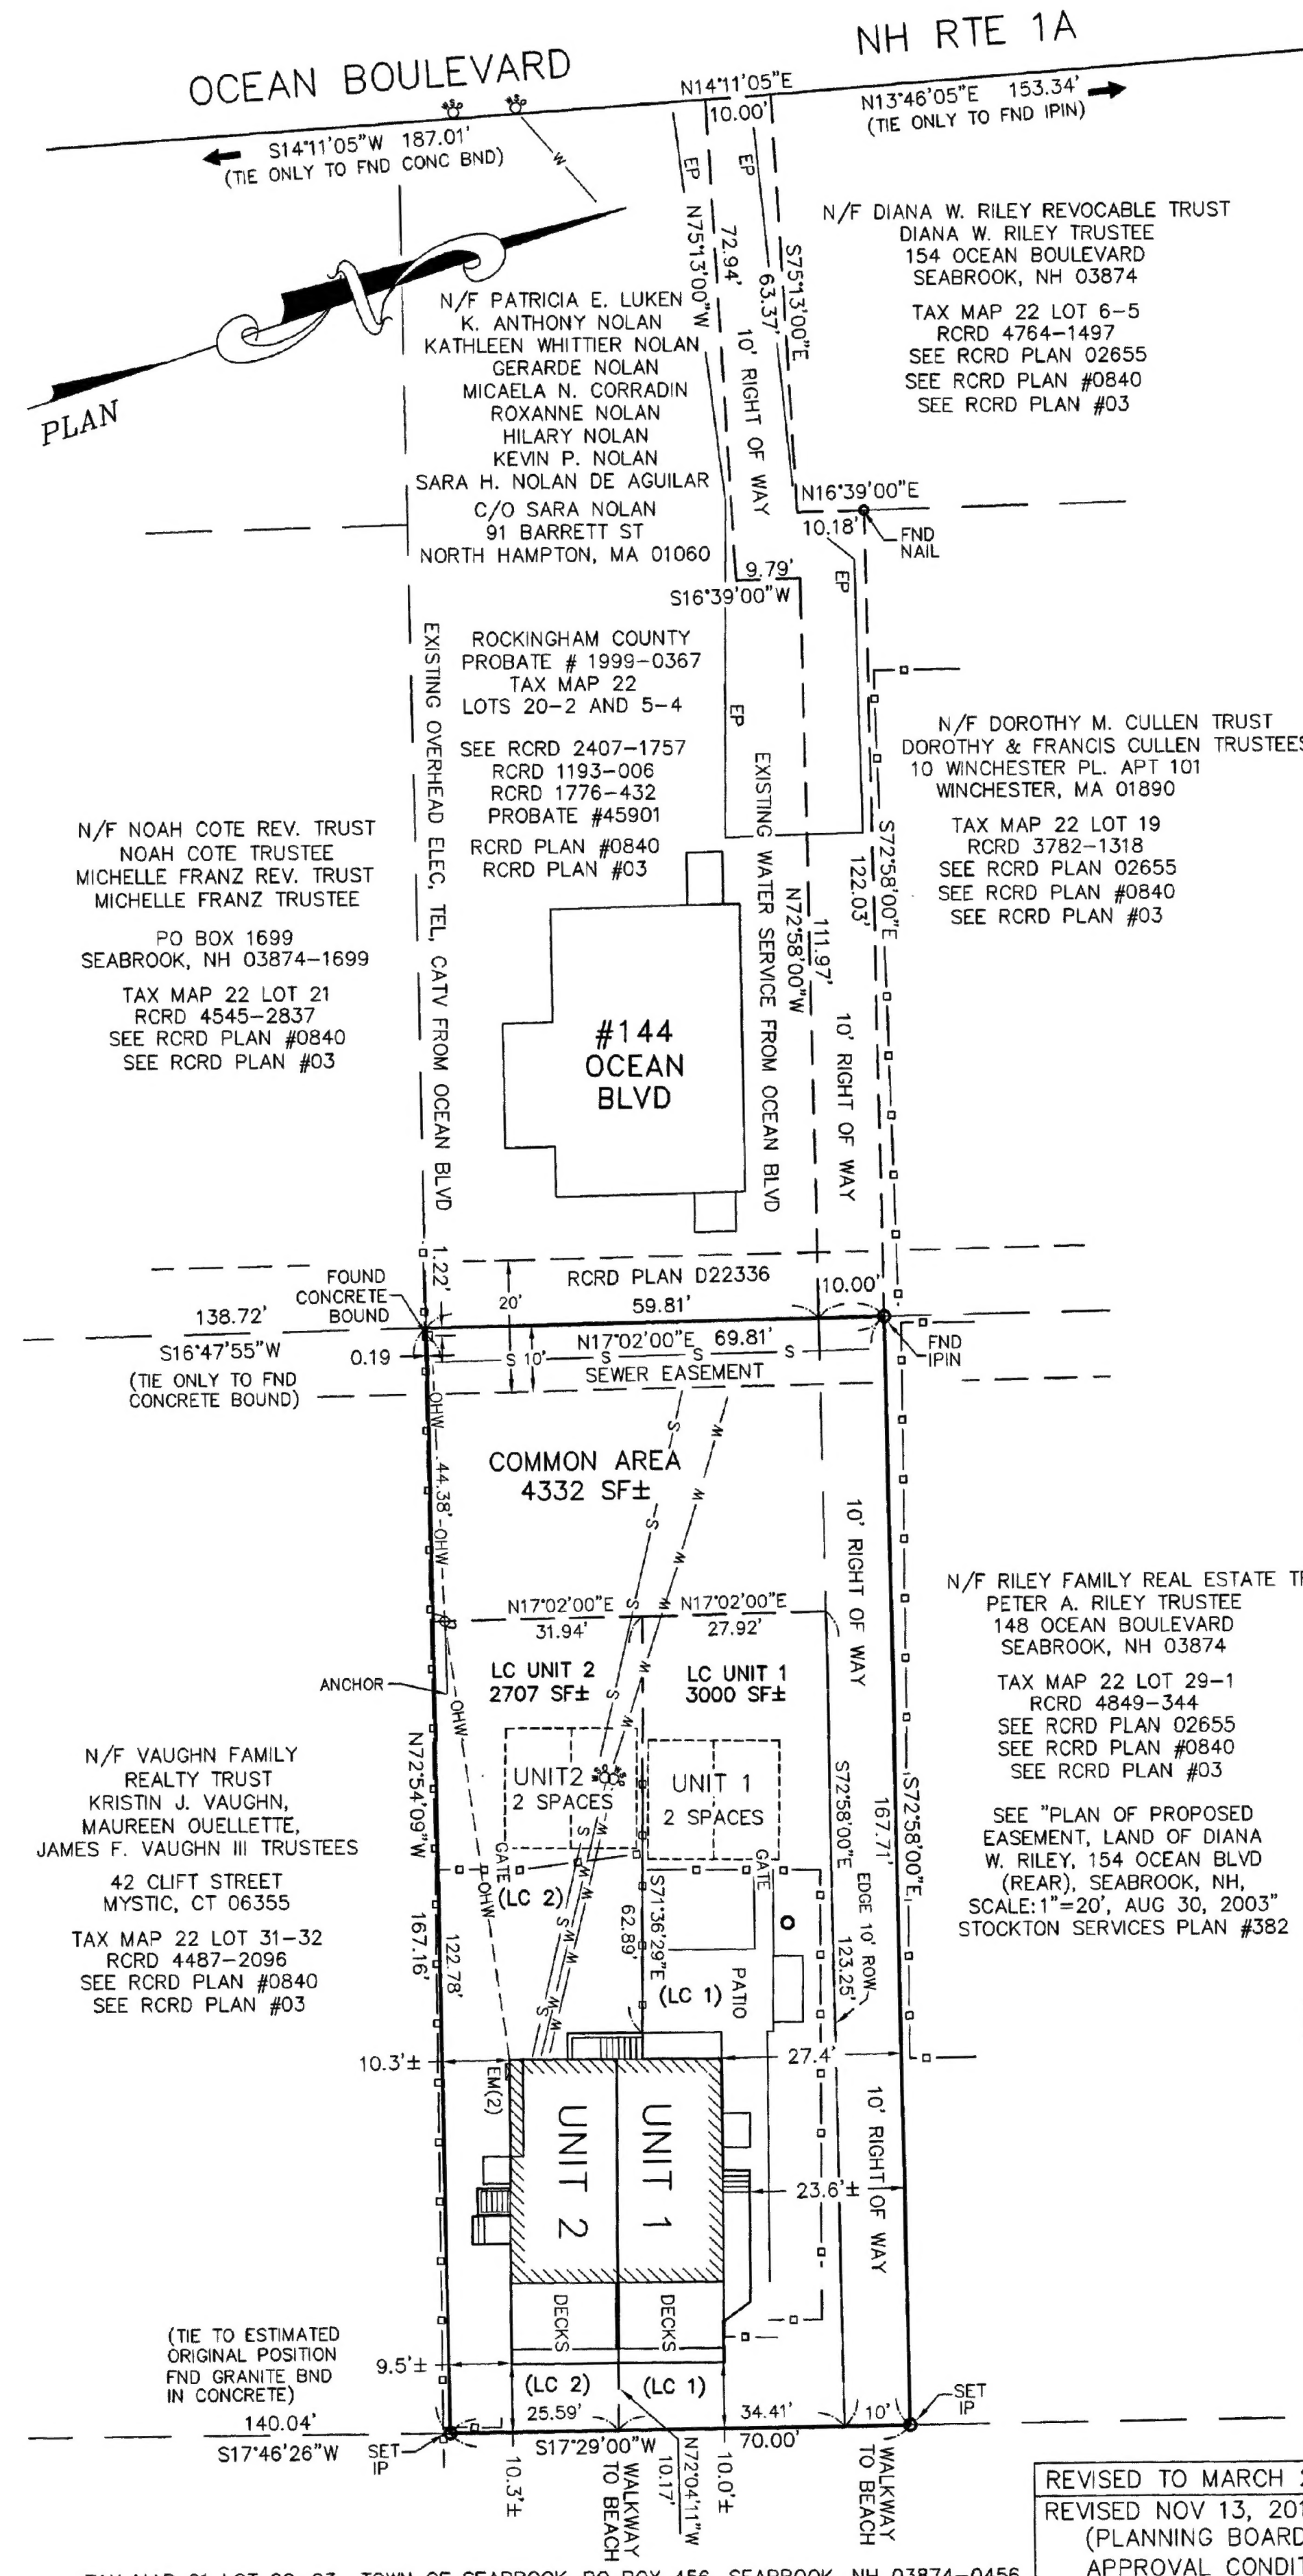 NH RTE 1A
OCEAN BOULEVARD
N14°11'05"E
10.00'
N13°46'05"E 153.34'
(TIE ONLY TO FND IPIN)
S14°11'05"W 187.01'
(TIE ONLY TO FND CONC BND)
W
EP
EP
N75°13'00"W
72.94'
63.37'
S75°13'00"E
10' RIGHT OF WAY
N
PLAN
N/F DIANA W. RILEY REVOCABLE TRUST
DIANA W. RILEY TRUSTEE
154 OCEAN BOULEVARD
SEABROOK, NH 03874
TAX MAP 22 LOT 6-5
RCRD 4764-1497
SEE RCRD PLAN 02655
SEE RCRD PLAN #0840
SEE RCRD PLAN #03
N/F PATRICIA E. LUKEN
K. ANTHONY NOLAN
KATHLEEN WHITTIER NOLAN
GERARDE NOLAN
MICAELA N. CORRADIN
ROXANNE NOLAN
HILARY NOLAN
KEVIN P. NOLAN
SARA H. NOLAN DE AGUILAR
C/O SARA NOLAN
91 BARRETT ST
NORTH HAMPTON, MA 01060
N16°39'00"E
10.18'
FND
NAIL
9.79'
S16°39'00"W
EP
ROCKINGHAM COUNTY
PROBATE # 1999-0367
TAX MAP 22
LOTS 20-2 AND 5-4
SEE RCRD 2407-1757
RCRD 1193-006
RCRD 1776-432
PROBATE #45901
RCRD PLAN #0840
RCRD PLAN #03
EP
EXISTING OVERHEAD ELEC, TEL, CATV FROM OCEAN BLVD
EXISTING WATER SERVICE FROM OCEAN BLVD
N/F DOROTHY M. CULLEN TRUST
DOROTHY & FRANCIS CULLEN TRUSTEES
10 WINCHESTER PL. APT 101
WINCHESTER, MA 01890
TAX MAP 22 LOT 19
RCRD 3782-1318
SEE RCRD PLAN 02655
SEE RCRD PLAN #0840
SEE RCRD PLAN #03
N/F NOAH COTE REV. TRUST
NOAH COTE TRUSTEE
MICHELLE FRANZ REV. TRUST
MICHELLE FRANZ TRUSTEE
PO BOX 1699
SEABROOK, NH 03874-1699
TAX MAP 22 LOT 21
RCRD 4545-2837
SEE RCRD PLAN #0840
SEE RCRD PLAN #03
S72°58'00"E
122.03'
111.97'
N72°58'00"W
10' RIGHT OF WAY
#144
OCEAN
BLVD
1.22'
FOUND
CONCRETE
BOUND
138.72'
S16°47'55"W
(TIE ONLY TO FND
CONCRETE BOUND)
0.19
20'
RCRD PLAN D22336
59.81'
10.00'
N17°02'00"E 69.81'
S 10' S S S S
SEWER EASEMENT
FND
IPIN
OHW
44.38'
OHW
COMMON AREA
4332 SF±
S
W
S
W
10' RIGHT OF WAY
N17°02'00"E
31.94'
N17°02'00"E
27.92'
LC UNIT 2
2707 SF±
LC UNIT 1
3000 SF±
ANCHOR
OHW
N72°54'09"W
167.16'
N/F RILEY FAMILY REAL ESTATE
PETER A. RILEY TRUSTEE
148 OCEAN BOULEVARD
SEABROOK, NH 03874
TAX MAP 22 LOT 29-1
RCRD 4849-344
SEE RCRD PLAN 02655
SEE RCRD PLAN #0840
SEE RCRD PLAN #03
SEE "PLAN OF PROPOSED
EASEMENT, LAND OF DIANA
W. RILEY, 154 OCEAN BLVD
(REAR), SEABROOK, NH,
SCALE:1"=20', AUG 30, 2003"
STOCKTON SERVICES PLAN #382
N/F VAUGHN FAMILY
REALTY TRUST
KRISTIN J. VAUGHN,
MAUREEN OUELLETTE,
JAMES F. VAUGHN III TRUSTEES
42 CLIFT STREET
MYSTIC, CT 06355
TAX MAP 22 LOT 31-32
RCRD 4487-2096
SEE RCRD PLAN #0840
SEE RCRD PLAN #03
UNIT2
2 SPACES
UNIT 1
2 SPACES
S72°58'00"E
167.71'
S72°58'00"E
EDGE 10' ROW
123.25'
GATE
OHW
(LC 2)
GATE
S71°36'29"E
62.89'
(LC 1)
PATIO
122.78'
10.3'±
27.4'
EM(2)
UNIT 2
UNIT 1
23.6'±
10' RIGHT OF WAY
DECKS
DECKS
(TIE TO ESTIMATED
ORIGINAL POSITION
FND GRANITE BND
IN CONCRETE)
9.5'±
(LC 2)
(LC 1)
25.59'
34.41'
10'
SET
IP
140.04'
S17°46'26"W
SET
IP
S17°29'00"W
70.00'
10.3'±
WALKWAY
TO BEACH
N72°04'11"W
10.17'
10.0'±
WALKWAY
TO BEACH
REVISED TO MARCH
REVISED NOV 13, 201
(PLANNING BOARD
APPROVAL CONDIT